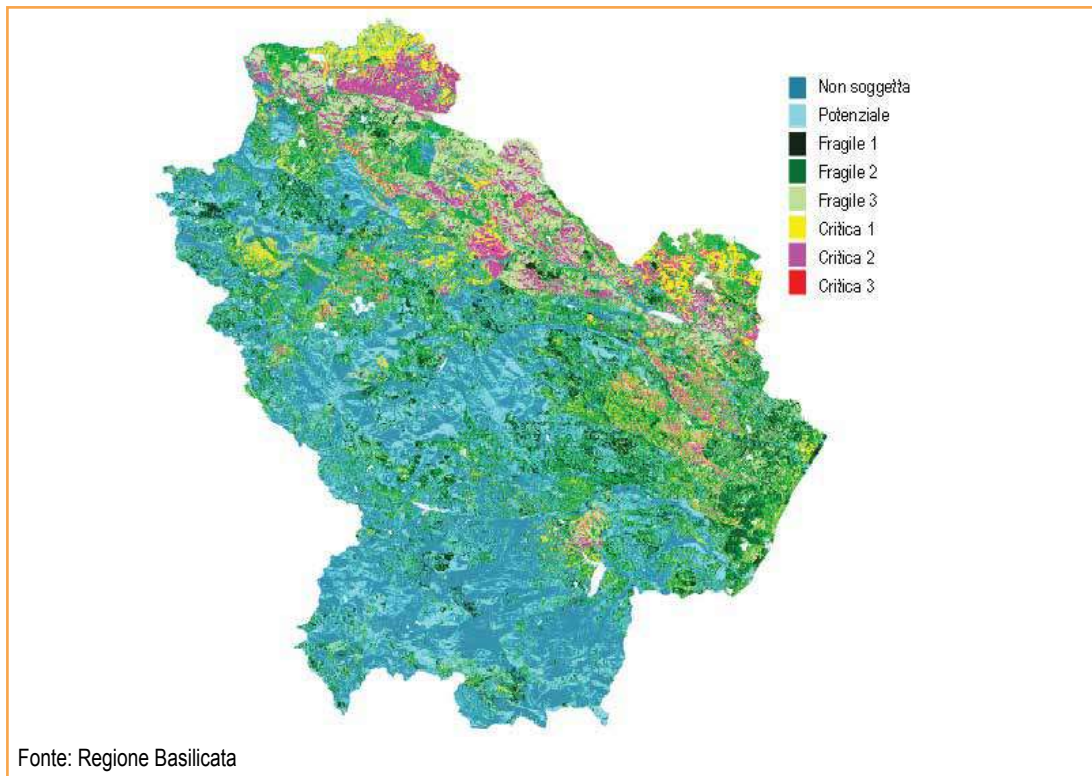 Non soggetta
Potenziale
Fragile 1
Fragile 2
Fragile 3
Critica 1
Critica 2
Critica 3
Fonte: Regione Basilicata